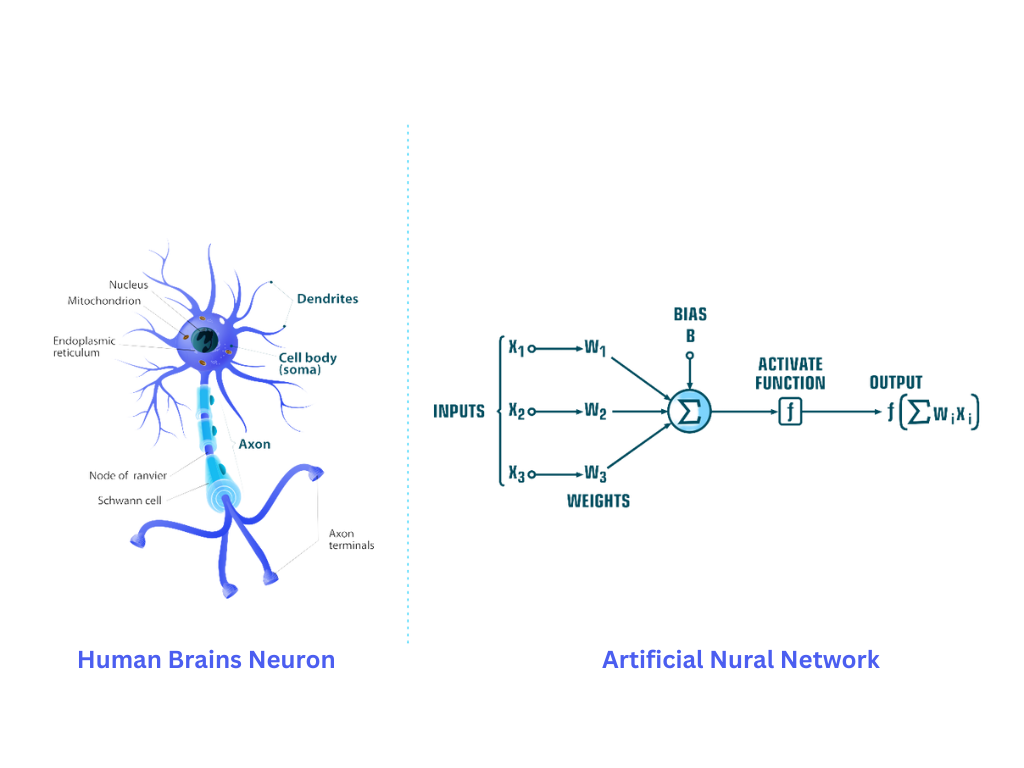 Nucleus
Mitochondrion
Endoplasmic
reticulum
Dendrites
Cell body
(soma)
Axon
Node of ranvier
Schwann cell
Axon
terminals
Human Brains Neuron
BIAS
B
INPUTS
X1 W1
X2 W2
X3 W3
WEIGHTS
Σ
ACTIVATE
FUNCTION
f
OUTPUT
f(Σ w i x i)
Artificial Nural Network